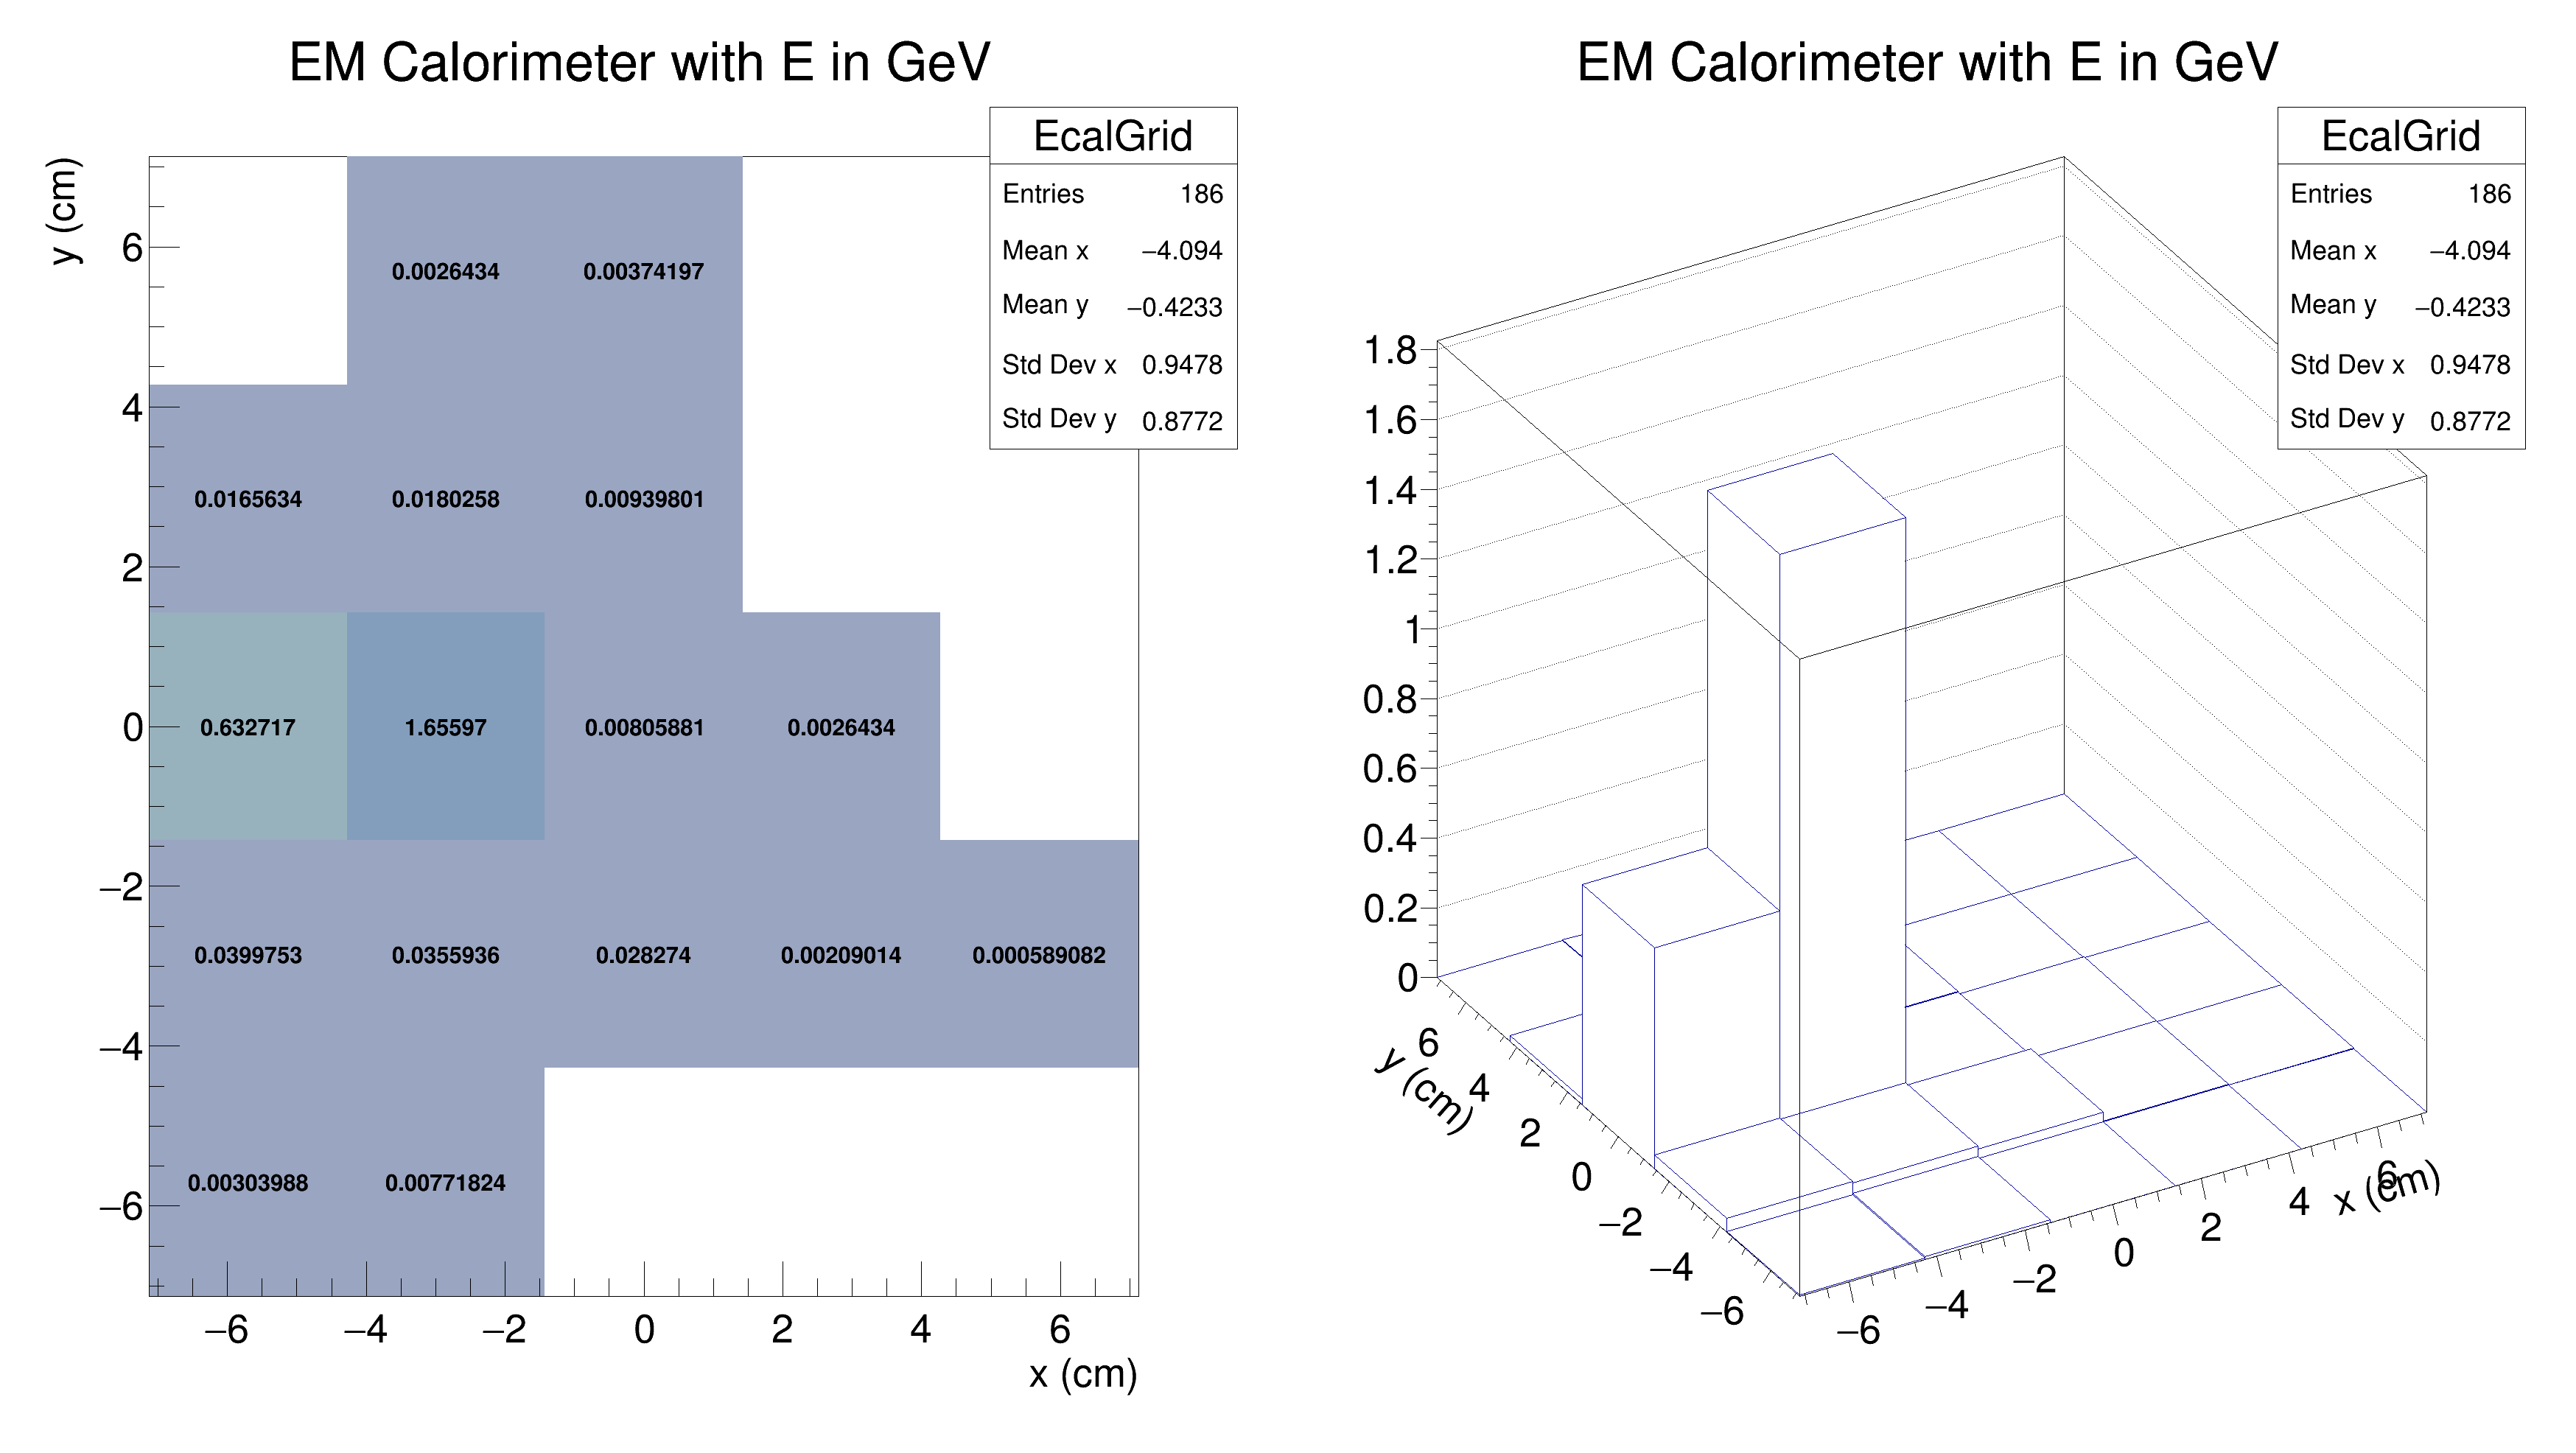 EM Calorimeter with E in GeV
EcalGrid
Entries 186
Mean x −4.094
Mean y −0.4233
Std Dev x 0.9478
Std Dev y 0.8772
y (cm)
6
4
2
0
−2
−4
−6
0.0026434 0.00374197
0.0165634 0.0180258 0.00939801
0.632717 1.65597 0.00805881 0.0026434
0.0399753 0.0355936 0.028274 0.00209014 0.000589082
0.00303988 0.00771824
−6 −4 −2 0 2 4 6
x (cm)
EM Calorimeter with E in GeV
EcalGrid
Entries 186
Mean x −4.094
Mean y −0.4233
Std Dev x 0.9478
Std Dev y 0.8772
1.8
1.6
1.4
1.2
1
0.8
0.6
0.4
0.2
0
y (cm)
6
4
2
0
−2
−4
−6
−6 −4 −2 0 2 4 6
x (cm)